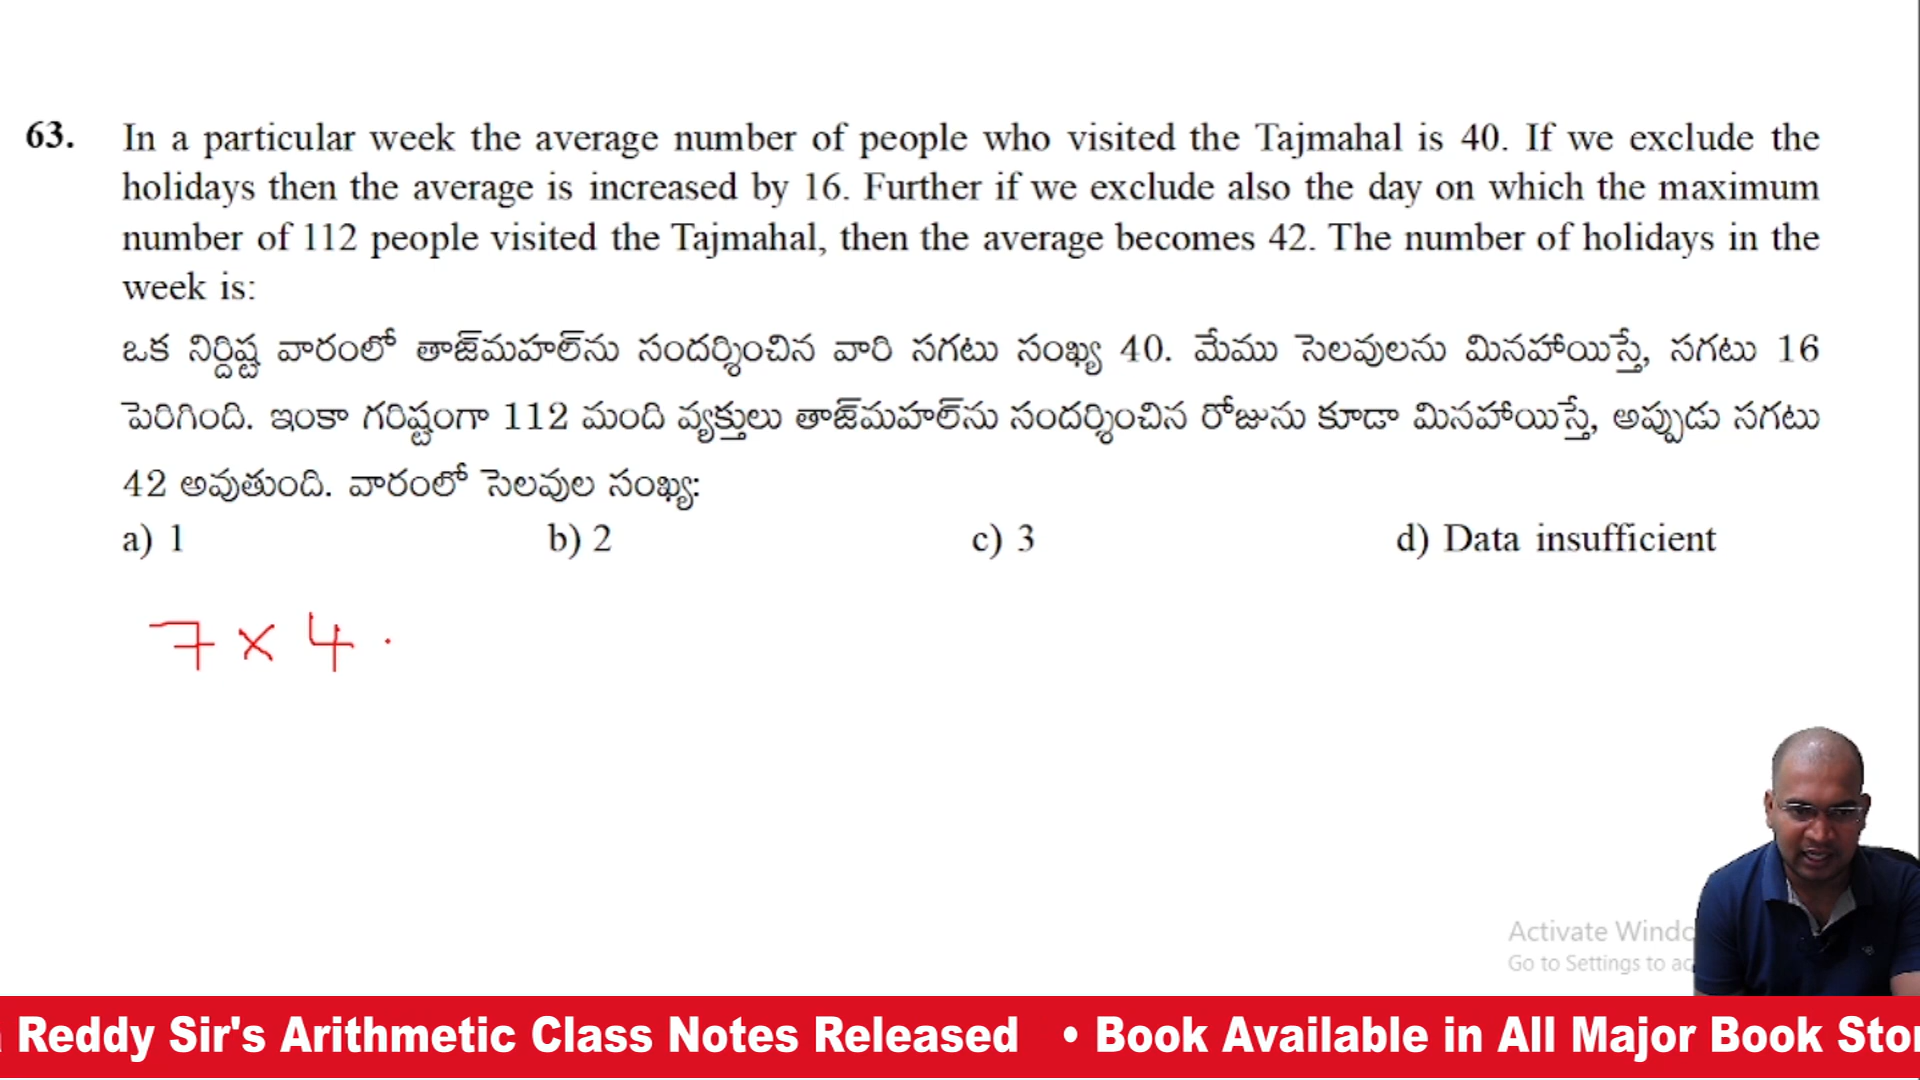 63. In a particular week the average number of people who visited the Tajmahal is 40. If we exclude the
holidays then the average is increased by 16. Further if we exclude also the day on which the maximum
number of 112 people visited the Tajmahal, then the average becomes 42. The number of holidays in the
week is:
ఒక నిర్దిష్ట వారంలో తాజ్‌మహల్‌ను సందర్శించిన వారి సగటు సంఖ్య 40. మేము సెలవులను మినహాయిస్తే, సగటు 16
పెరిగింది. ఇంకా గరిష్టంగా 112 మంది వ్యక్తులు తాజ్‌మహల్‌ను సందర్శించిన రోజును కూడా మినహాయిస్తే, అప్పుడు సగటు
42 అవుతుంది. వారంలో సెలవుల సంఖ్య:
a) 1 b) 2 c) 3 d) Data insufficient
7 × 4
Activate Windo
Go to Settings to ac
Reddy Sir's Arithmetic Class Notes Released • Book Available in All Major Book Stor